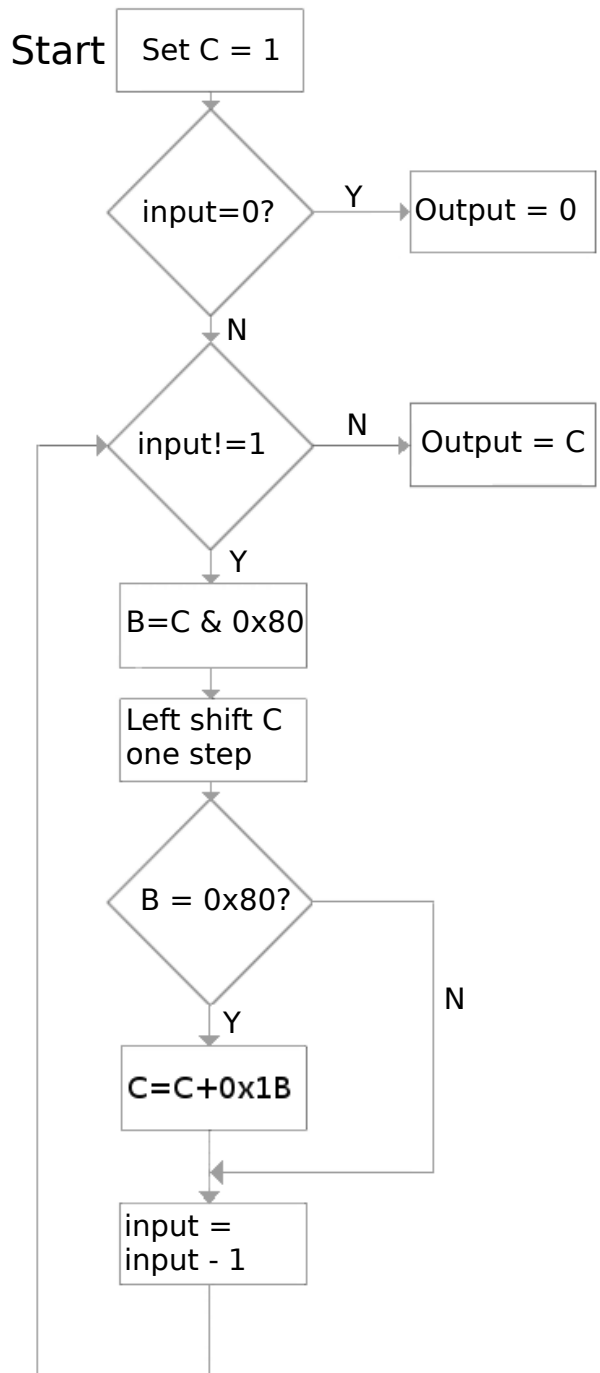 Start
Set C = 1
input=0?
Y
Output = 0
N
input!=1
N
Output = C
Y
B=C & 0x80
Left shift C
one step
B = 0x80?
N
Y
C=C+0x1B
input =
input - 1